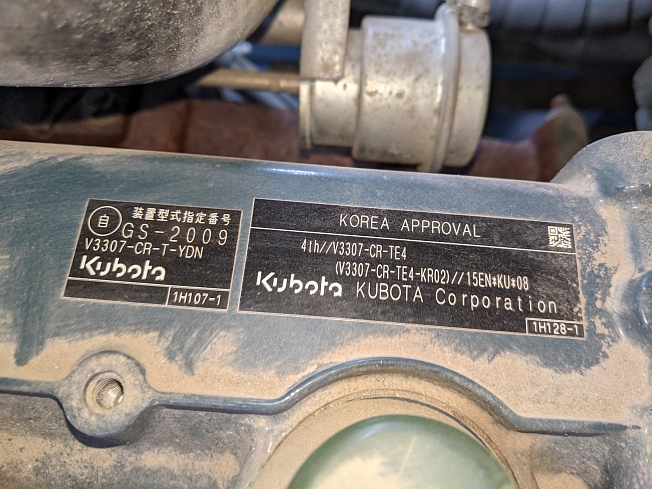 自 装置型式指定番号
GS-2009
V3307-CR-T-YDN
Kubota
1H107-1
KOREA APPROVAL
4th//V3307-CR-TE4
(V3307-CR-TE4-KR02)//15EN*KU*08
Kubota KUBOTA Corporation
1H128-1